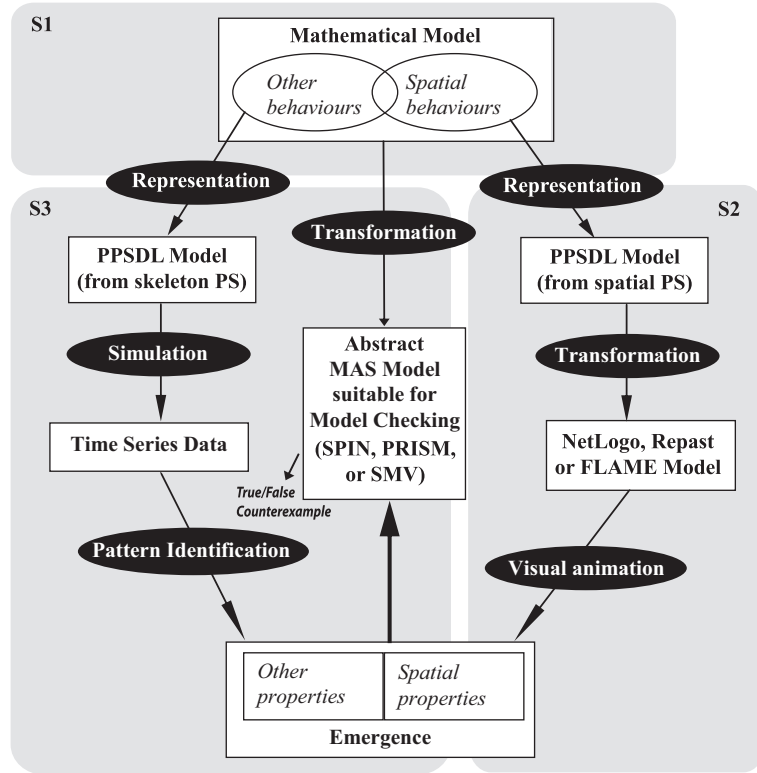 S1
Mathematical Model
Other
behaviours
Spatial
behaviours
Representation
Representation
S3
S2
Transformation
PPSDL Model
(from skeleton PS)
PPSDL Model
(from spatial PS)
Simulation
Transformation
Abstract
MAS Model
suitable for
Model Checking
(SPIN, PRISM,
or SMV)
Time Series Data
NetLogo, Repast
or FLAME Model
True/False
Counterexample
Pattern Identification
Visual animation
Other
properties
Spatial
properties
Emergence